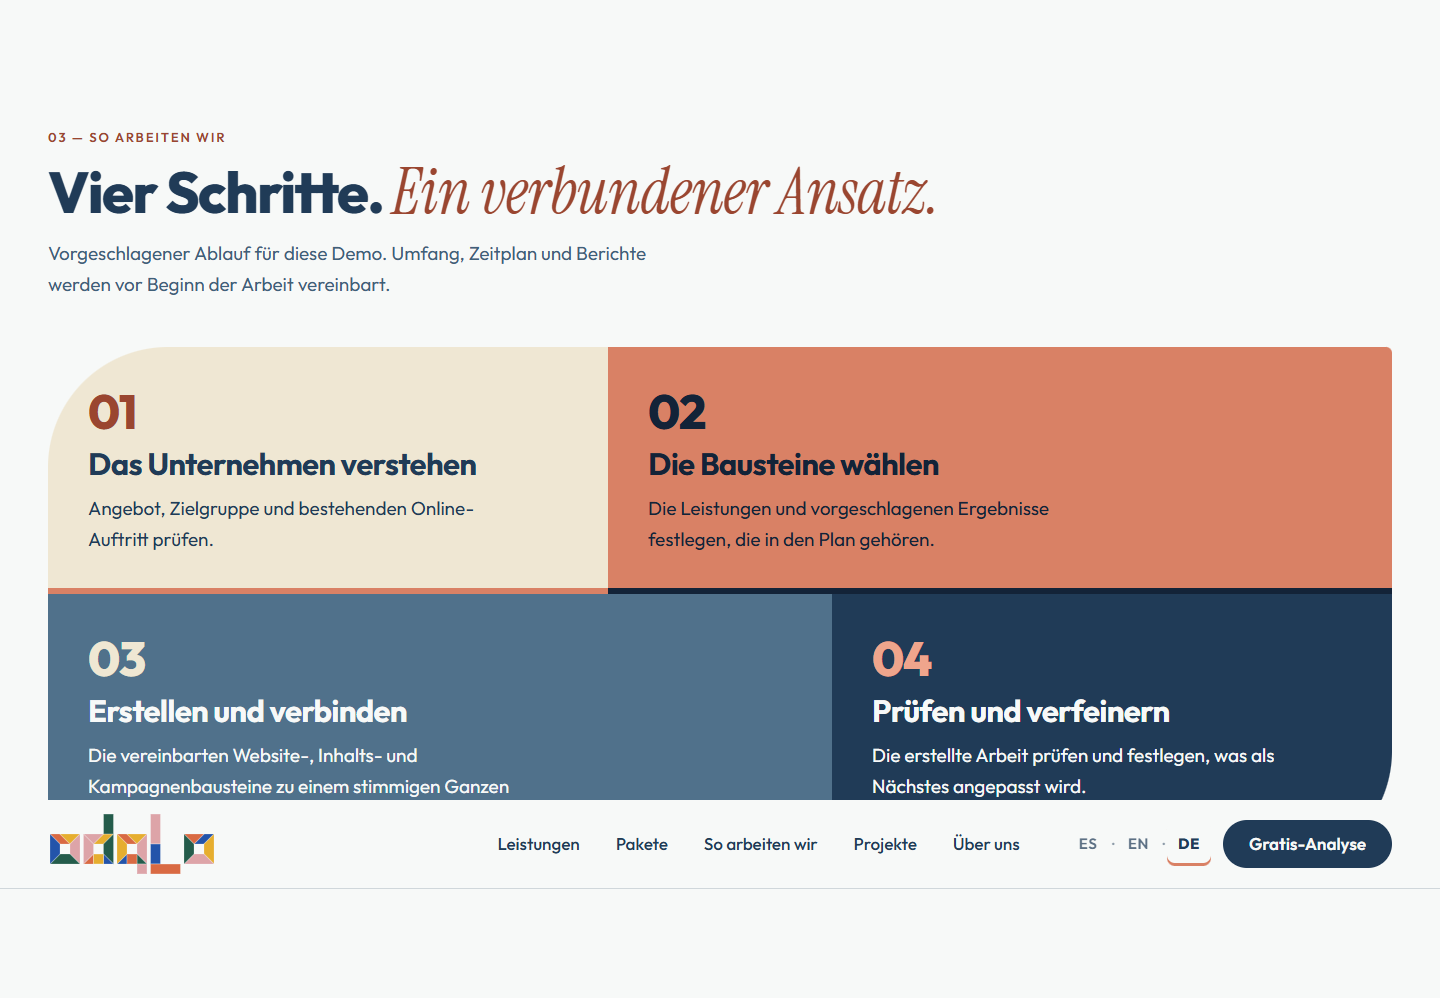 03 — SO ARBEITEN WIR
Vier Schritte. Ein verbundener Ansatz.
Vorgeschlagener Ablauf für diese Demo. Umfang, Zeitplan und Berichte
werden vor Beginn der Arbeit vereinbart.
01
Das Unternehmen verstehen
Angebot, Zielgruppe und bestehenden Online-
Auftritt prüfen.
02
Die Bausteine wählen
Die Leistungen und vorgeschlagenen Ergebnisse
festlegen, die in den Plan gehören.
03
Erstellen und verbinden
Die vereinbarten Website-, Inhalts- und
Kampagnenbausteine zu einem stimmigen Ganzen
04
Prüfen und verfeinern
Die erstellte Arbeit prüfen und festlegen, was als
Nächstes angepasst wird.
odqlo Leistungen Pakete So arbeiten wir Projekte Über uns ES · EN · DE Gratis-Analyse